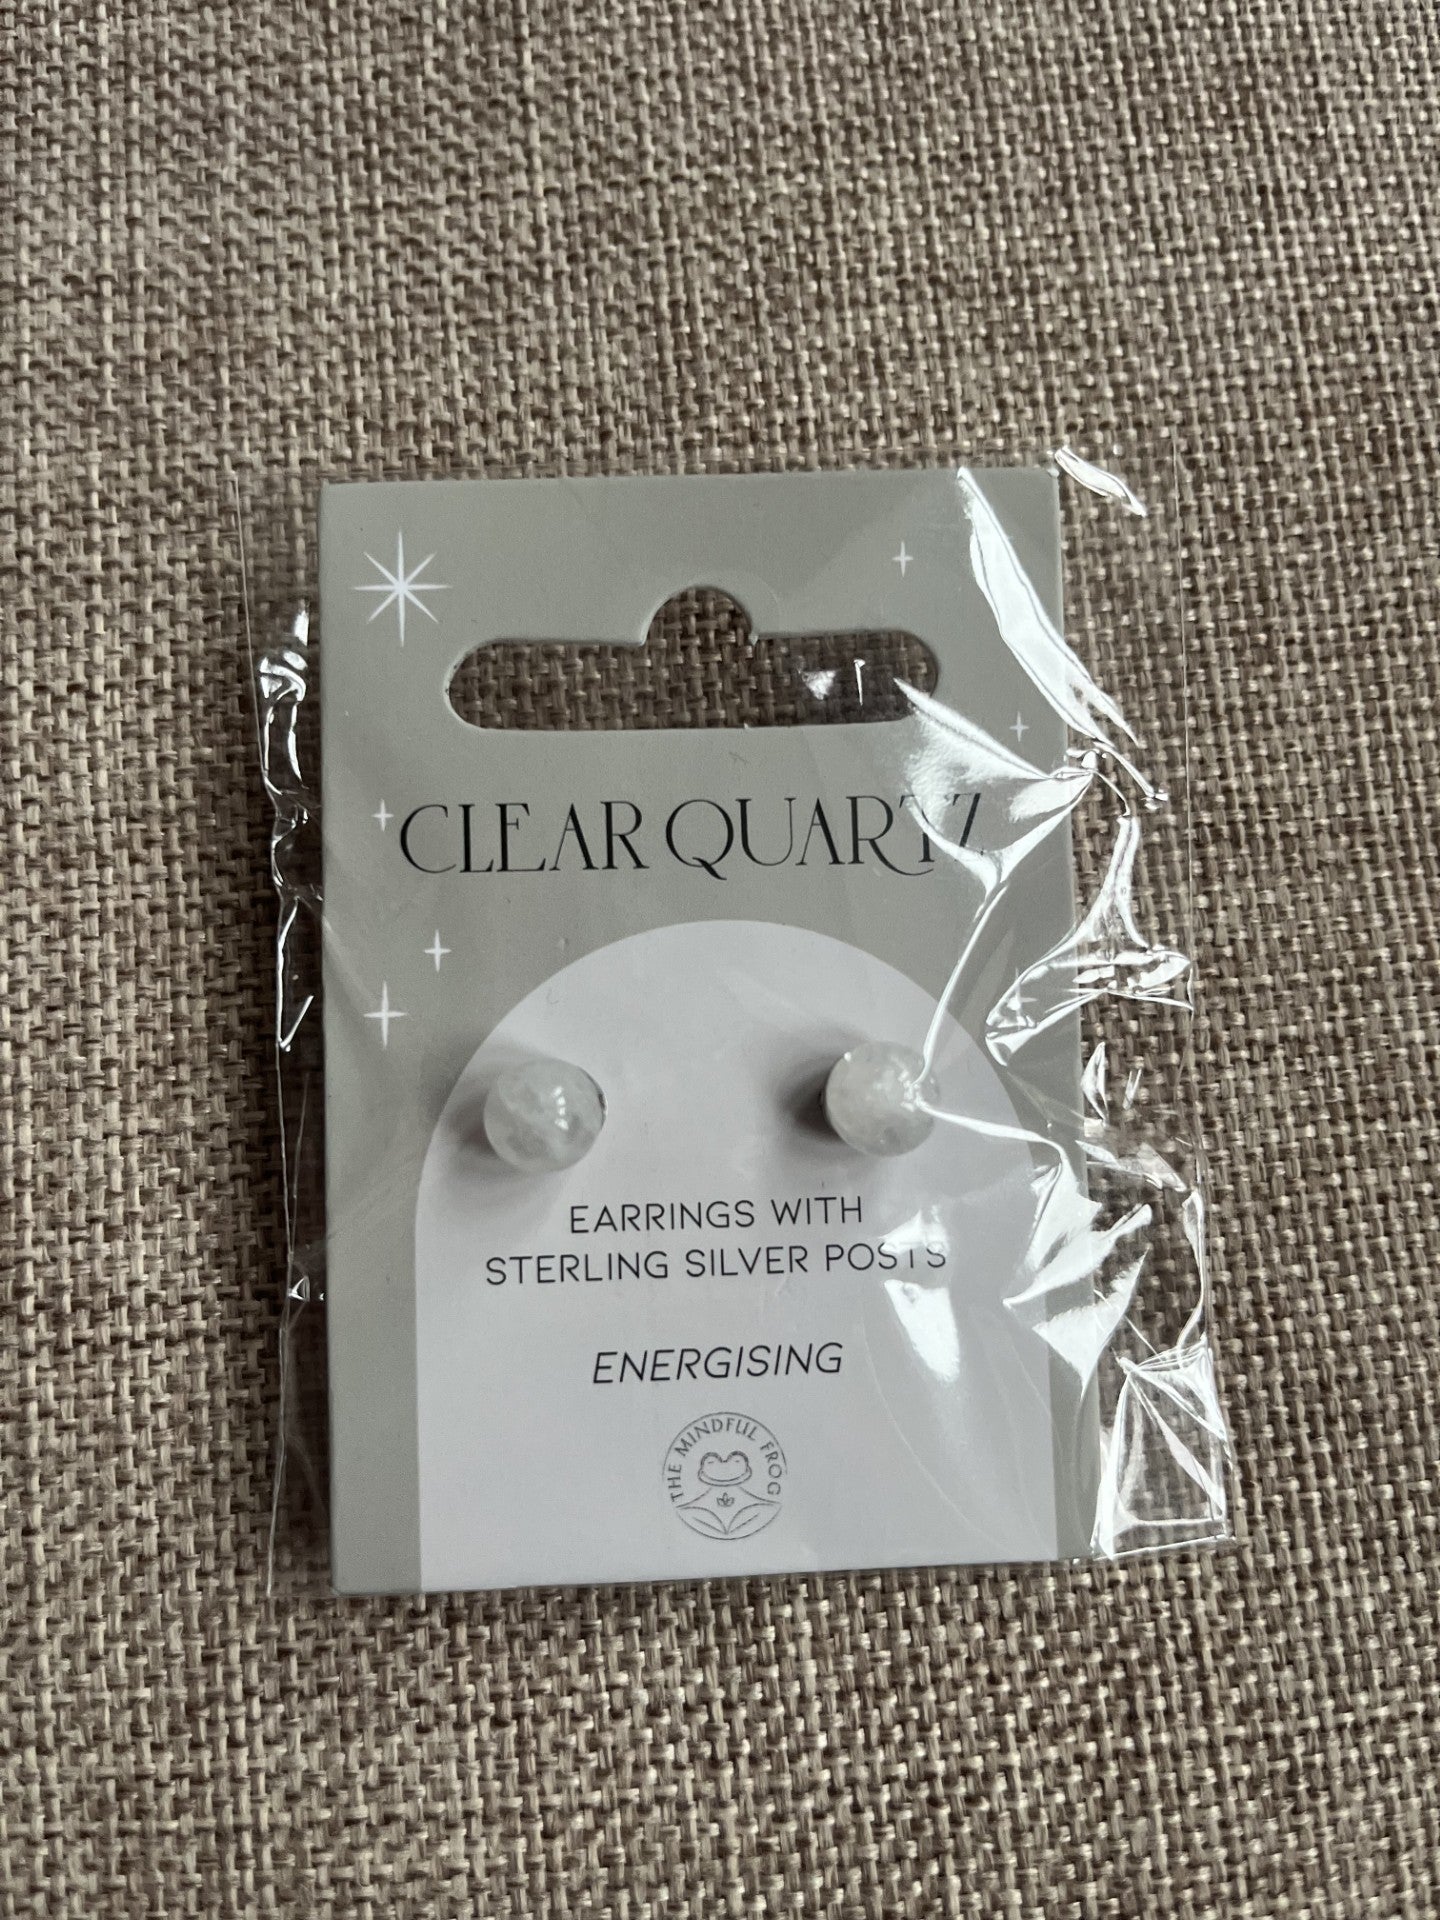 CLEAR QUARTZ
EARRINGS WITH
STERLING SILVER POSTS
ENERGISING
THE MINDFUL FROG